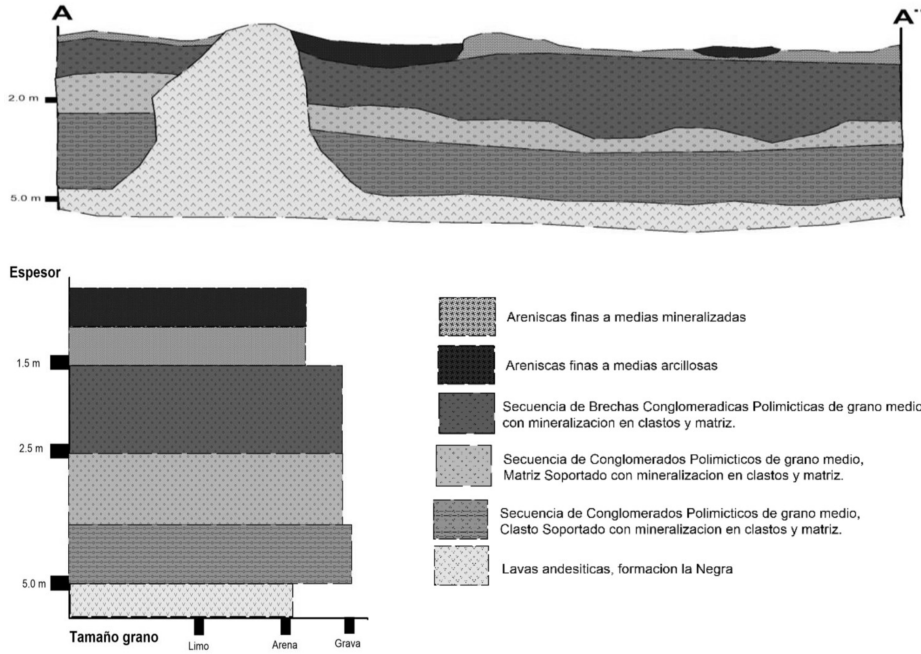 A
A¨
2.0 m
5.0 m
Espesor
1.5 m
2.5 m
5.0 m
Tamaño grano
Limo
Arena
Grava
Areniscas finas a medias mineralizadas
Areniscas finas a medias arcillosas
Secuencia de Brechas Conglomeradicas Polimicticas de grano medio,
con mineralizacion en clastos y matriz.
Secuencia de Conglomerados Polimicticos de grano medio,
Matriz Soportado con mineralizacion en clastos y matriz.
Secuencia de Conglomerados Polimicticos de grano medio,
Clasto Soportado con mineralizacion en clastos y matriz.
Lavas andesiticas, formacion la Negra